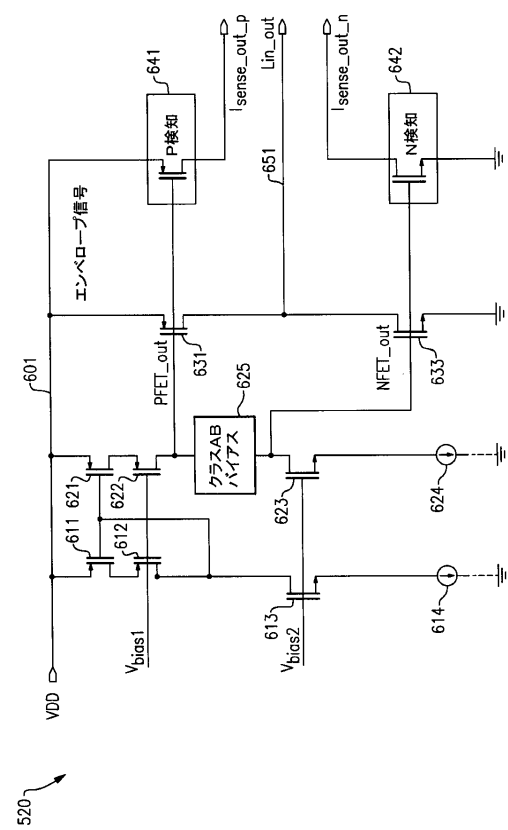 520
VDD
601
エンベロープ信号
641
P検知
Isense_out_p
611
621
612
622
Vbias1
PFET_out
631
651
Lin_out
クラスAB
バイアス
625
NFET_out
642
N検知
Isense_out_n
613
623
633
Vbias2
614
624